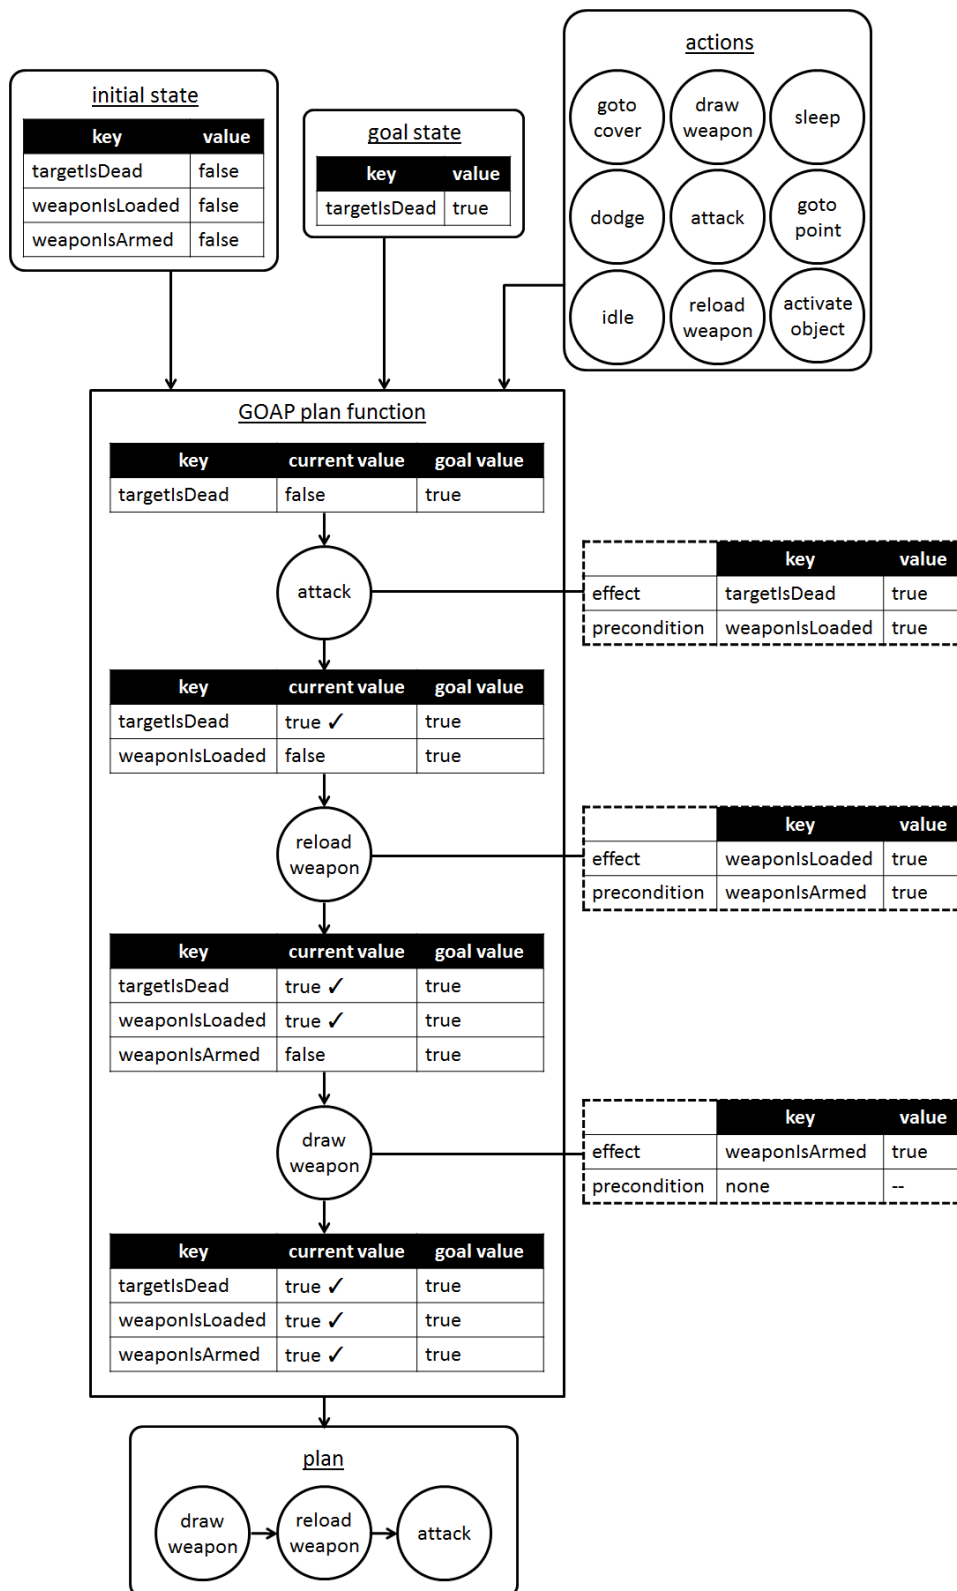 initial state
key value
targetIsDead false
weaponIsLoaded false
weaponIsArmed false
goal state
key value
targetIsDead true
actions
goto cover
draw weapon
sleep
dodge
attack
goto point
idle
reload weapon
activate object
GOAP plan function
key current value goal value
targetIsDead false true
attack
key value
effect targetIsDead true
precondition weaponIsLoaded true
key current value goal value
targetIsDead true ✓ true
weaponIsLoaded false true
reload weapon
key value
effect weaponIsLoaded true
precondition weaponIsArmed true
key current value goal value
targetIsDead true ✓ true
weaponIsLoaded true ✓ true
weaponIsArmed false true
draw weapon
key value
effect weaponIsArmed true
precondition none --
key current value goal value
targetIsDead true ✓ true
weaponIsLoaded true ✓ true
weaponIsArmed true ✓ true
plan
draw weapon
reload weapon
attack